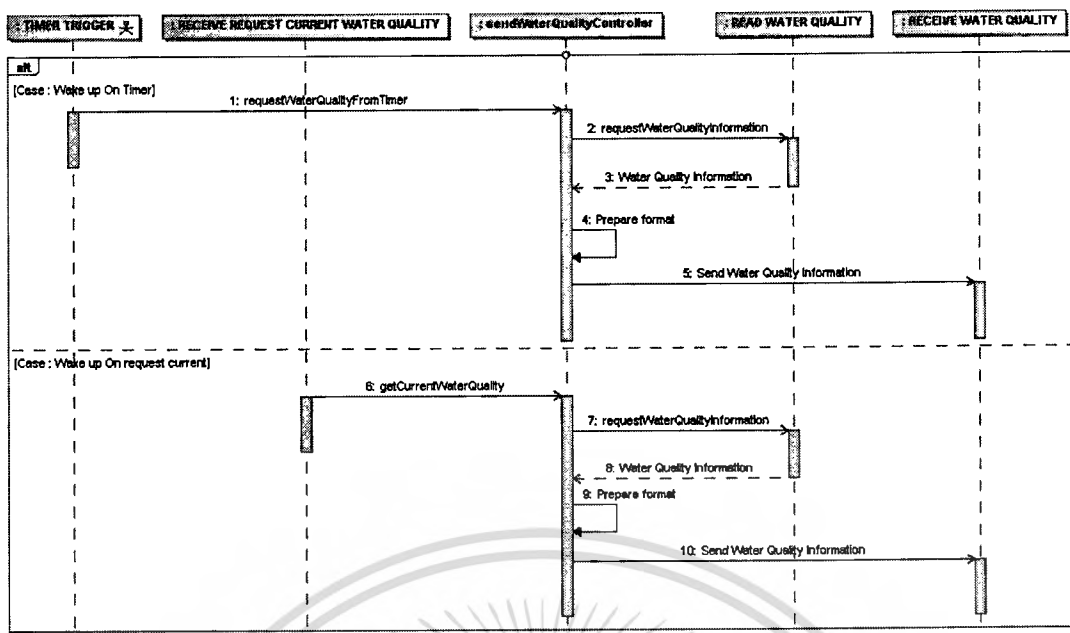 : TIMER TRIGGER
: RECEIVE REQUEST CURRENT WATER QUALITY
: sendWaterQualityController
: READ WATER QUALITY
: RECEIVE WATER QUALITY
alt
[Case : Wake up On Timer]
1: requestWaterQualityFromTimer
2: requestWaterQualityInformation
3: Water Quality Information
4: Prepare format
5: Send Water Quality Information
[Case : Wake up On request current]
6: getCurrentWaterQuality
7: requestWaterQualityInformation
8: Water Quality Information
9: Prepare format
10: Send Water Quality Information